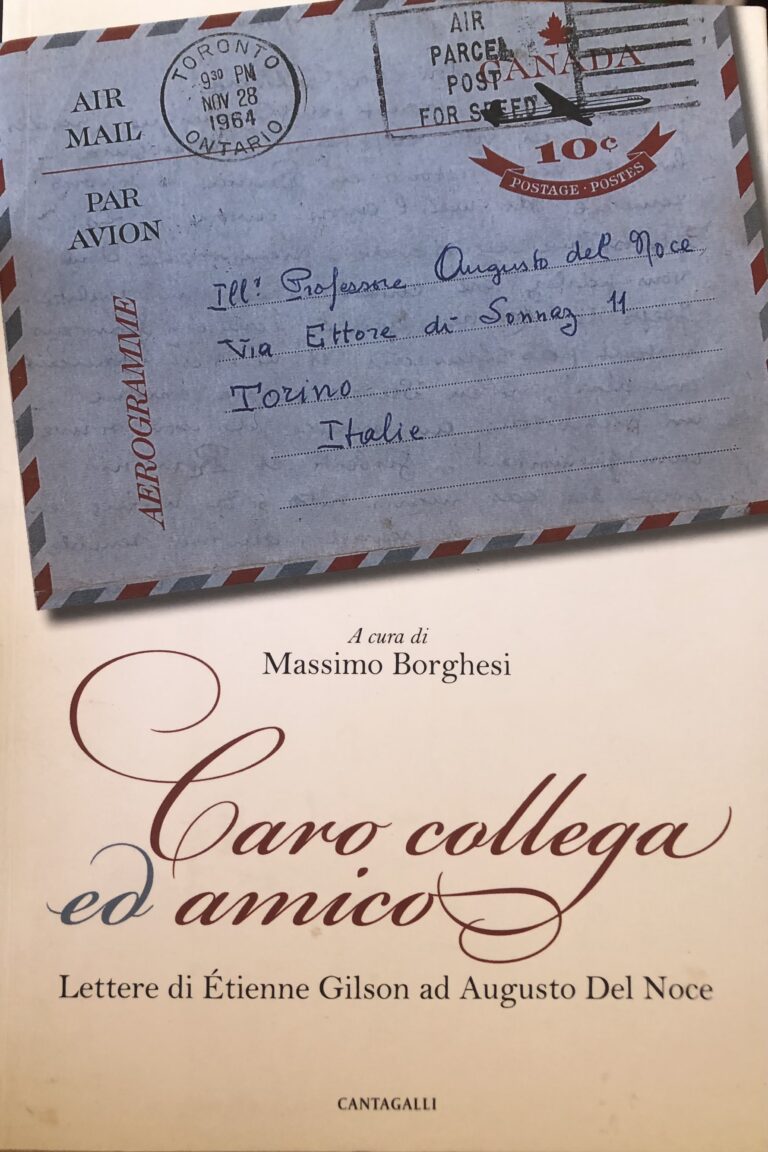 AIR
MAIL
PAR
AVION
AEROGRAMME
TORONTO
9 30 PM
NOV 28
1964
ONTARIO
AIR
PARCEL
POST
FOR SPEED
CANADA
10¢
POSTAGE · POSTES
Ill! Professore Augusto del Noce
Via Ettore di Sonnaz 11
Torino
Italie
A cura di
Massimo Borghesi
Caro collega
ed amico
Lettere di Étienne Gilson ad Augusto Del Noce
CANTAGALLI